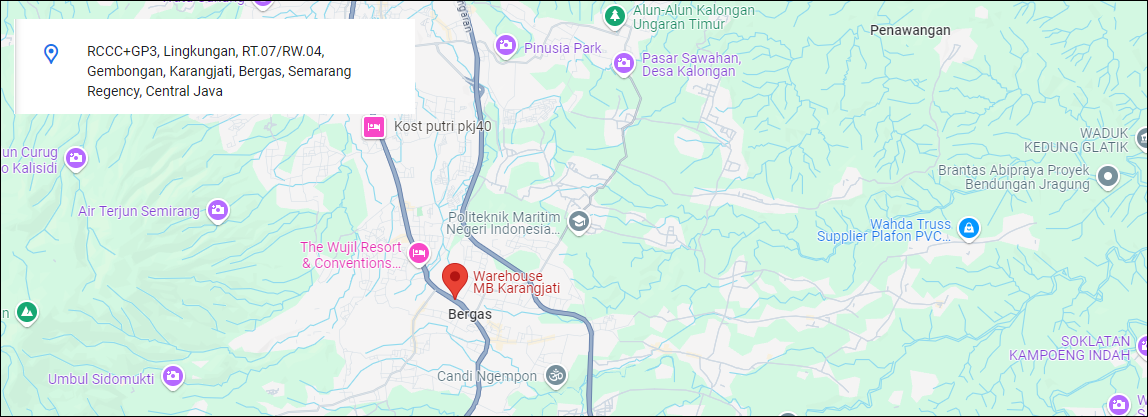 Alun-Alun Kalongan
Ungaran Timur
Penawangan
Pinusia Park
Pasar Sawahan,
Desa Kalongan
RCCC+GP3, Lingkungan, RT.07/RW.04,
Gembongan, Karangjati, Bergas, Semarang
Regency, Central Java
Kost putri pkj40
WADUK
KEDUNG GLATIK
un Curug
o Kalisidi
Brantas Abipraya Proyek
Bendungan Jragung
Air Terjun Semirang
Politeknik Maritim
Negeri Indonesia...
Wahda Truss
Supplier Plafon PVC...
The Wujil Resort
& Conventions...
Warehouse
MB Karangjati
Bergas
n
SOKLATAN
KAMPOENG INDAH
Umbul Sidomukti
Candi Ngempon